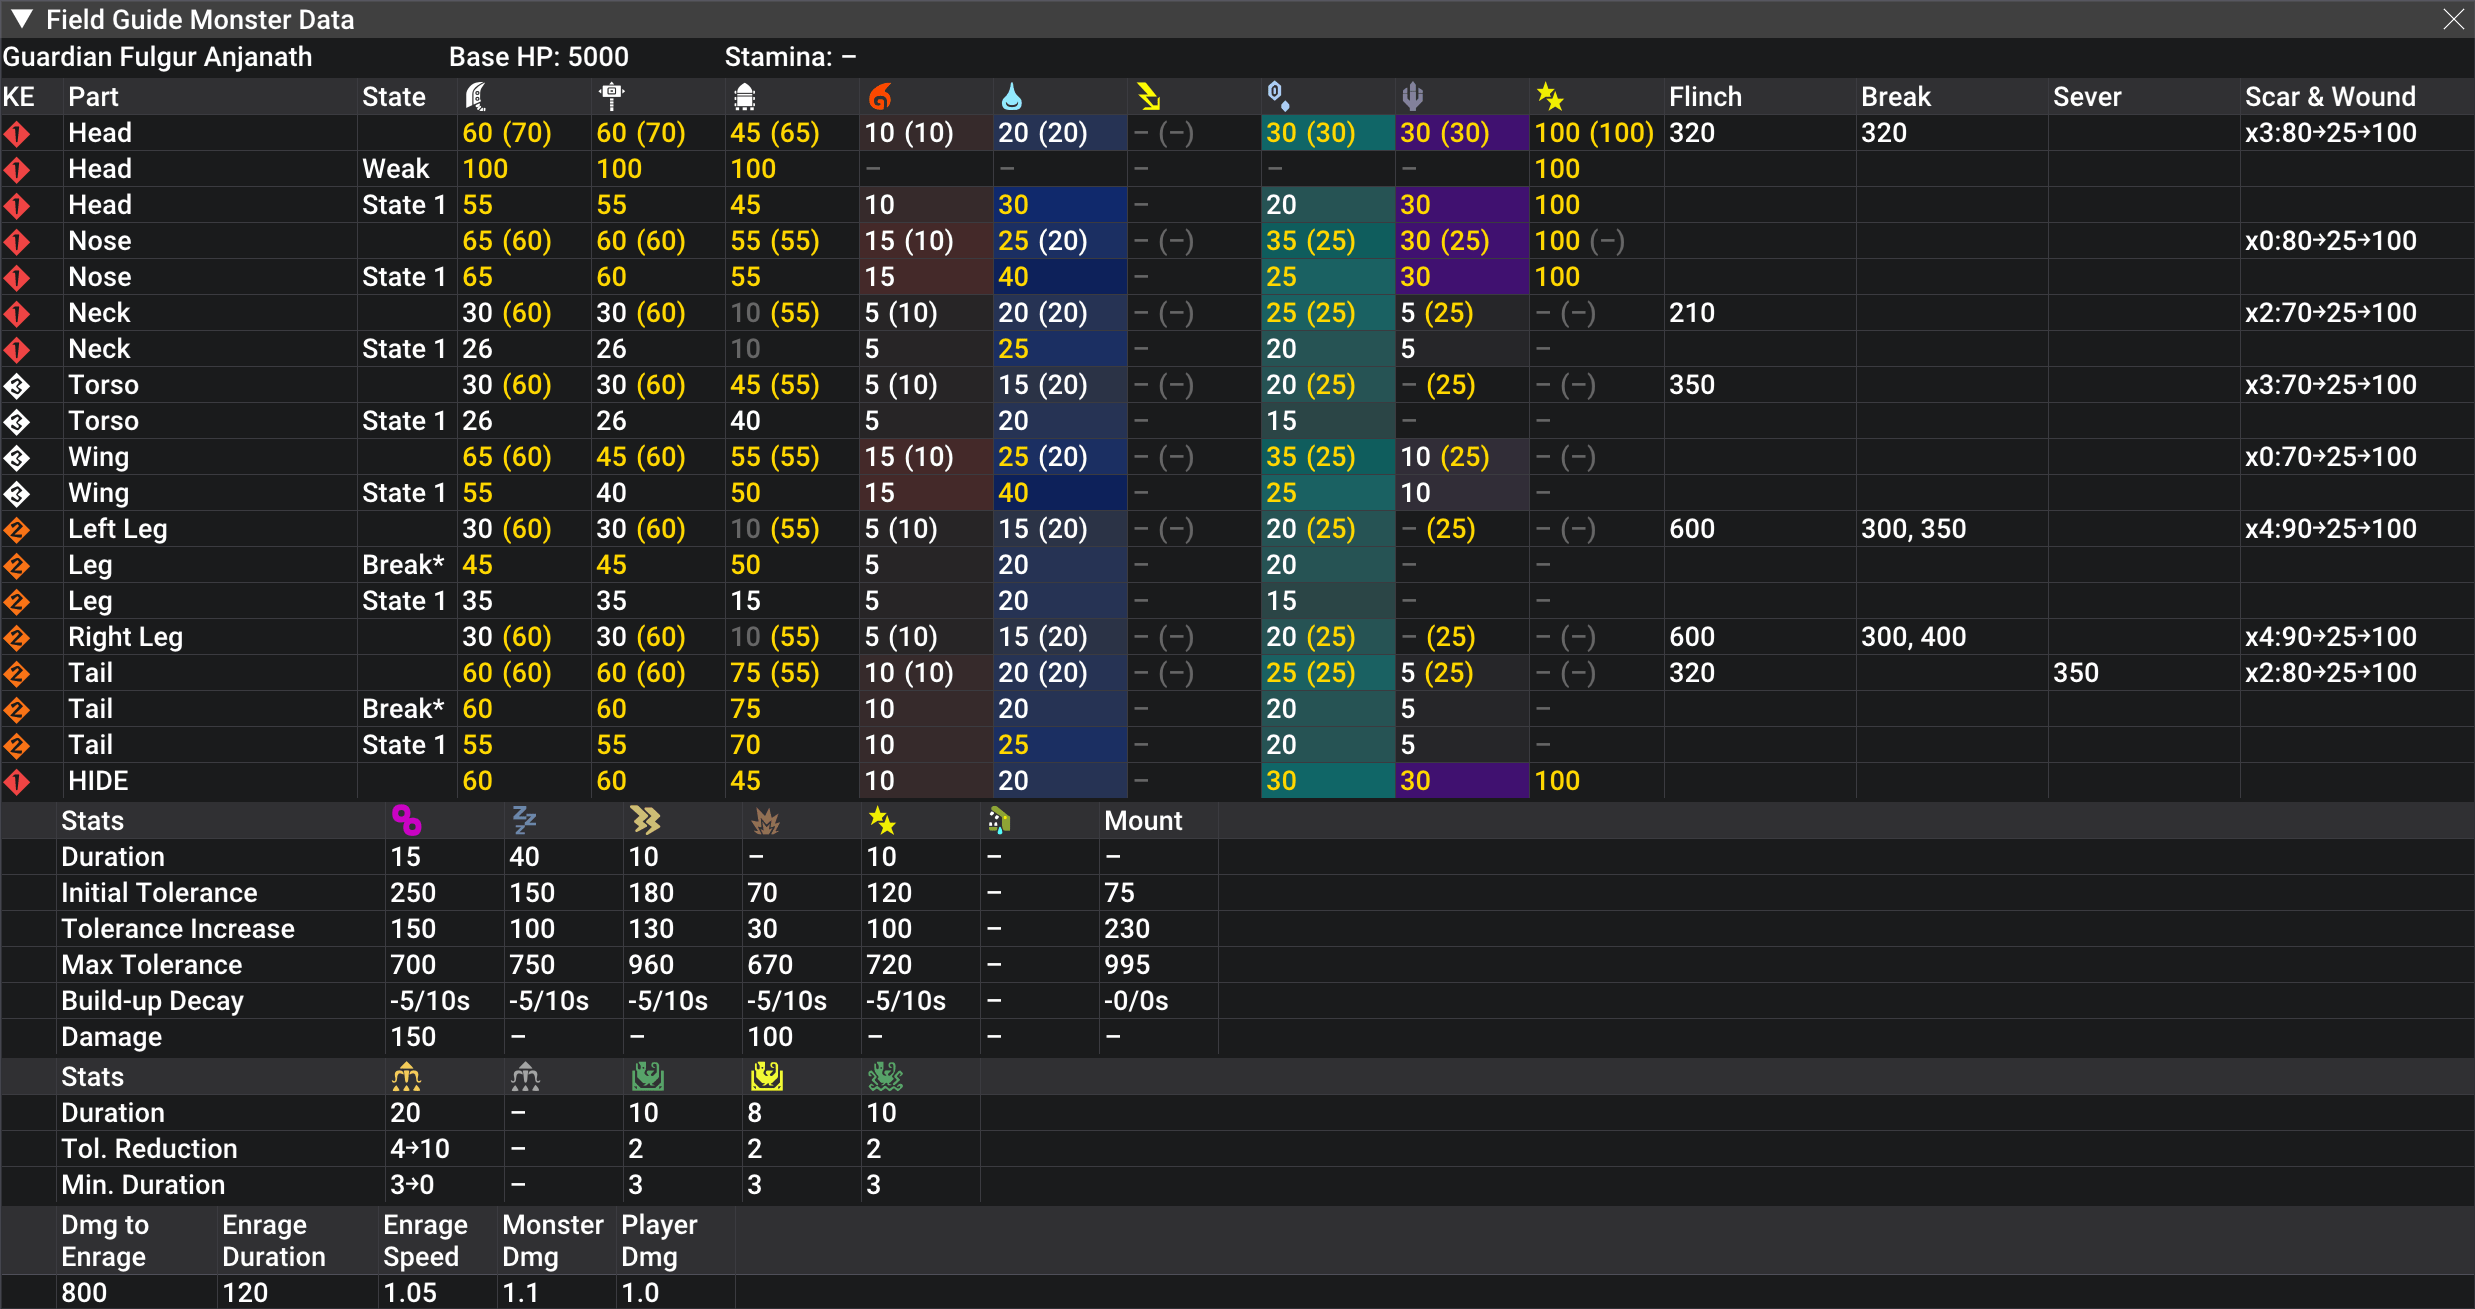 Field Guide Monster Data
Guardian Fulgur Anjanath Base HP: 5000 Stamina: –
KE Part State Flinch Break Sever Scar & Wound
1 Head 60 (70) 60 (70) 45 (65) 10 (10) 20 (20) – (–) 30 (30) 30 (30) 100 (100) 320 320 x3:80→25→100
1 Head Weak 100 100 100 – – – – – 100
1 Head State 1 55 55 45 10 30 – 20 30 100
1 Nose 65 (60) 60 (60) 55 (55) 15 (10) 25 (20) – (–) 35 (25) 30 (25) 100 (–) x0:80→25→100
1 Nose State 1 65 60 55 15 40 – 25 30 100
1 Neck 30 (60) 30 (60) 10 (55) 5 (10) 20 (20) – (–) 25 (25) 5 (25) – (–) 210 x2:70→25→100
1 Neck State 1 26 26 10 5 25 – 20 5 –
3 Torso 30 (60) 30 (60) 45 (55) 5 (10) 15 (20) – (–) 20 (25) – (25) – (–) 350 x3:70→25→100
3 Torso State 1 26 26 40 5 20 – 15 – –
3 Wing 65 (60) 45 (60) 55 (55) 15 (10) 25 (20) – (–) 35 (25) 10 (25) – (–) x0:70→25→100
3 Wing State 1 55 40 50 15 40 – 25 10 –
2 Left Leg 30 (60) 30 (60) 10 (55) 5 (10) 15 (20) – (–) 20 (25) – (25) – (–) 600 300, 350 x4:90→25→100
2 Leg Break* 45 45 50 5 20 – 20 – –
2 Leg State 1 35 35 15 5 20 – 15 – –
2 Right Leg 30 (60) 30 (60) 10 (55) 5 (10) 15 (20) – (–) 20 (25) – (25) – (–) 600 300, 400 x4:90→25→100
2 Tail 60 (60) 60 (60) 75 (55) 10 (10) 20 (20) – (–) 25 (25) 5 (25) – (–) 320 350 x2:80→25→100
2 Tail Break* 60 60 75 10 20 – 20 5 –
2 Tail State 1 55 55 70 10 25 – 20 5 –
1 HIDE 60 60 45 10 20 – 30 30 100
Stats Mount
Duration 15 40 10 – 10 – –
Initial Tolerance 250 150 180 70 120 – 75
Tolerance Increase 150 100 130 30 100 – 230
Max Tolerance 700 750 960 670 720 – 995
Build-up Decay -5/10s -5/10s -5/10s -5/10s -5/10s – -0/0s
Damage 150 – – 100 – – –
Stats
Duration 20 – 10 8 10
Tol. Reduction 4→10 – 2 2 2
Min. Duration 3→0 – 3 3 3
Dmg to Enrage Enrage Monster Player
Enrage Duration Speed Dmg Dmg
800 120 1.05 1.1 1.0